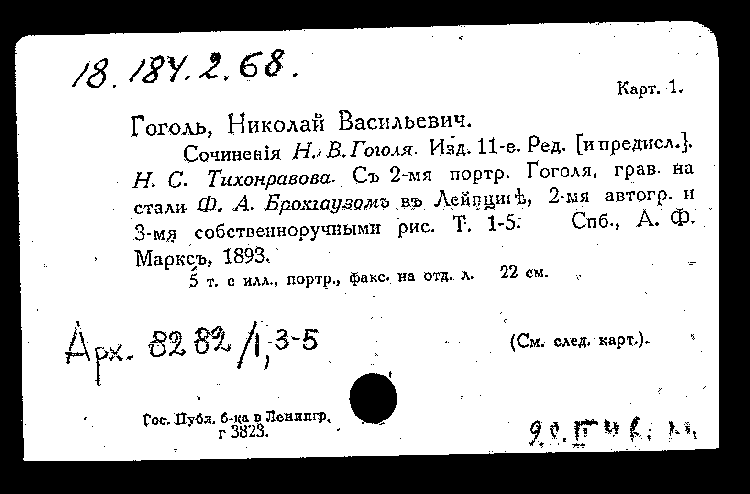 18.184.2.68.
Карт. 1.
Гоголь, Николай Васильевич.
Сочиненія Н. В. Гоголя. Изд. 11-е. Ред. [и предисл.].
Н. С. Тихонравова. Съ 2-мя портр. Гоголя, грав. на
стали Ф. А. Брокгаузомъ въ Лейпцигѣ, 2-мя автогр. и
3-мя собственноручными рис. Т. 1-5. Спб., А. Ф.
Марксъ, 1893.
5 т. с илл., портр., факс. на отд. л. 22 см.
Арх. 8282/1,3-5
(См. след. карт.).
Гос. Публ. б-ка в Ленингр.
г 3823.